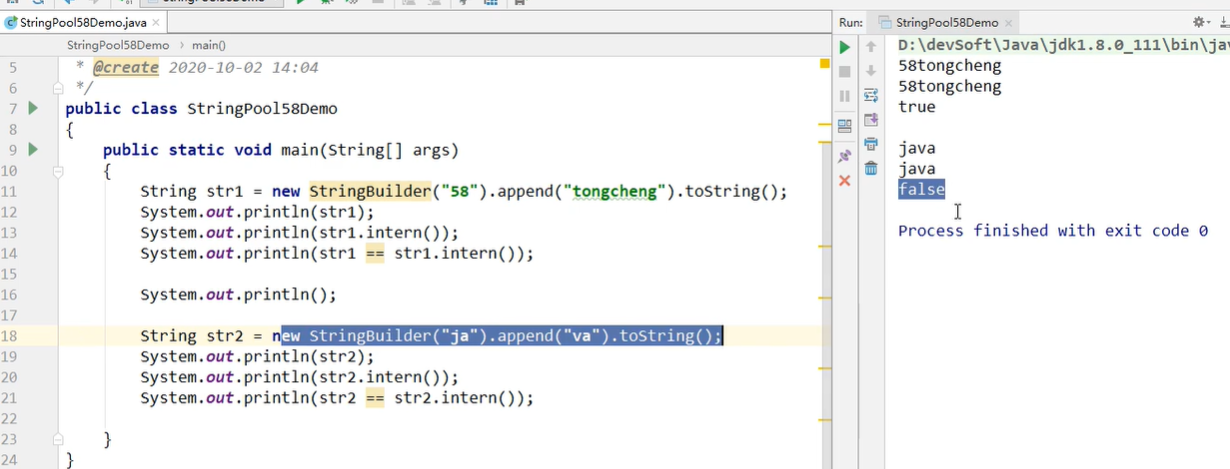 StringPool58Demo.java
StringPool58Demo main()
5 * @create 2020-10-02 14:04
6 */
7 public class StringPool58Demo
8 {
9 public static void main(String[] args)
10 {
11 String str1 = new StringBuilder("58").append("tongcheng").toString();
12 System.out.println(str1);
13 System.out.println(str1.intern());
14 System.out.println(str1 == str1.intern());
15
16 System.out.println();
17
18 String str2 = new StringBuilder("ja").append("va").toString();
19 System.out.println(str2);
20 System.out.println(str2.intern());
21 System.out.println(str2 == str2.intern());
22
23 }
24 }
Run: StringPool58Demo
D:\devSoft\Java\jdk1.8.0_111\bin\jav
58tongcheng
58tongcheng
true
java
java
false
Process finished with exit code 0